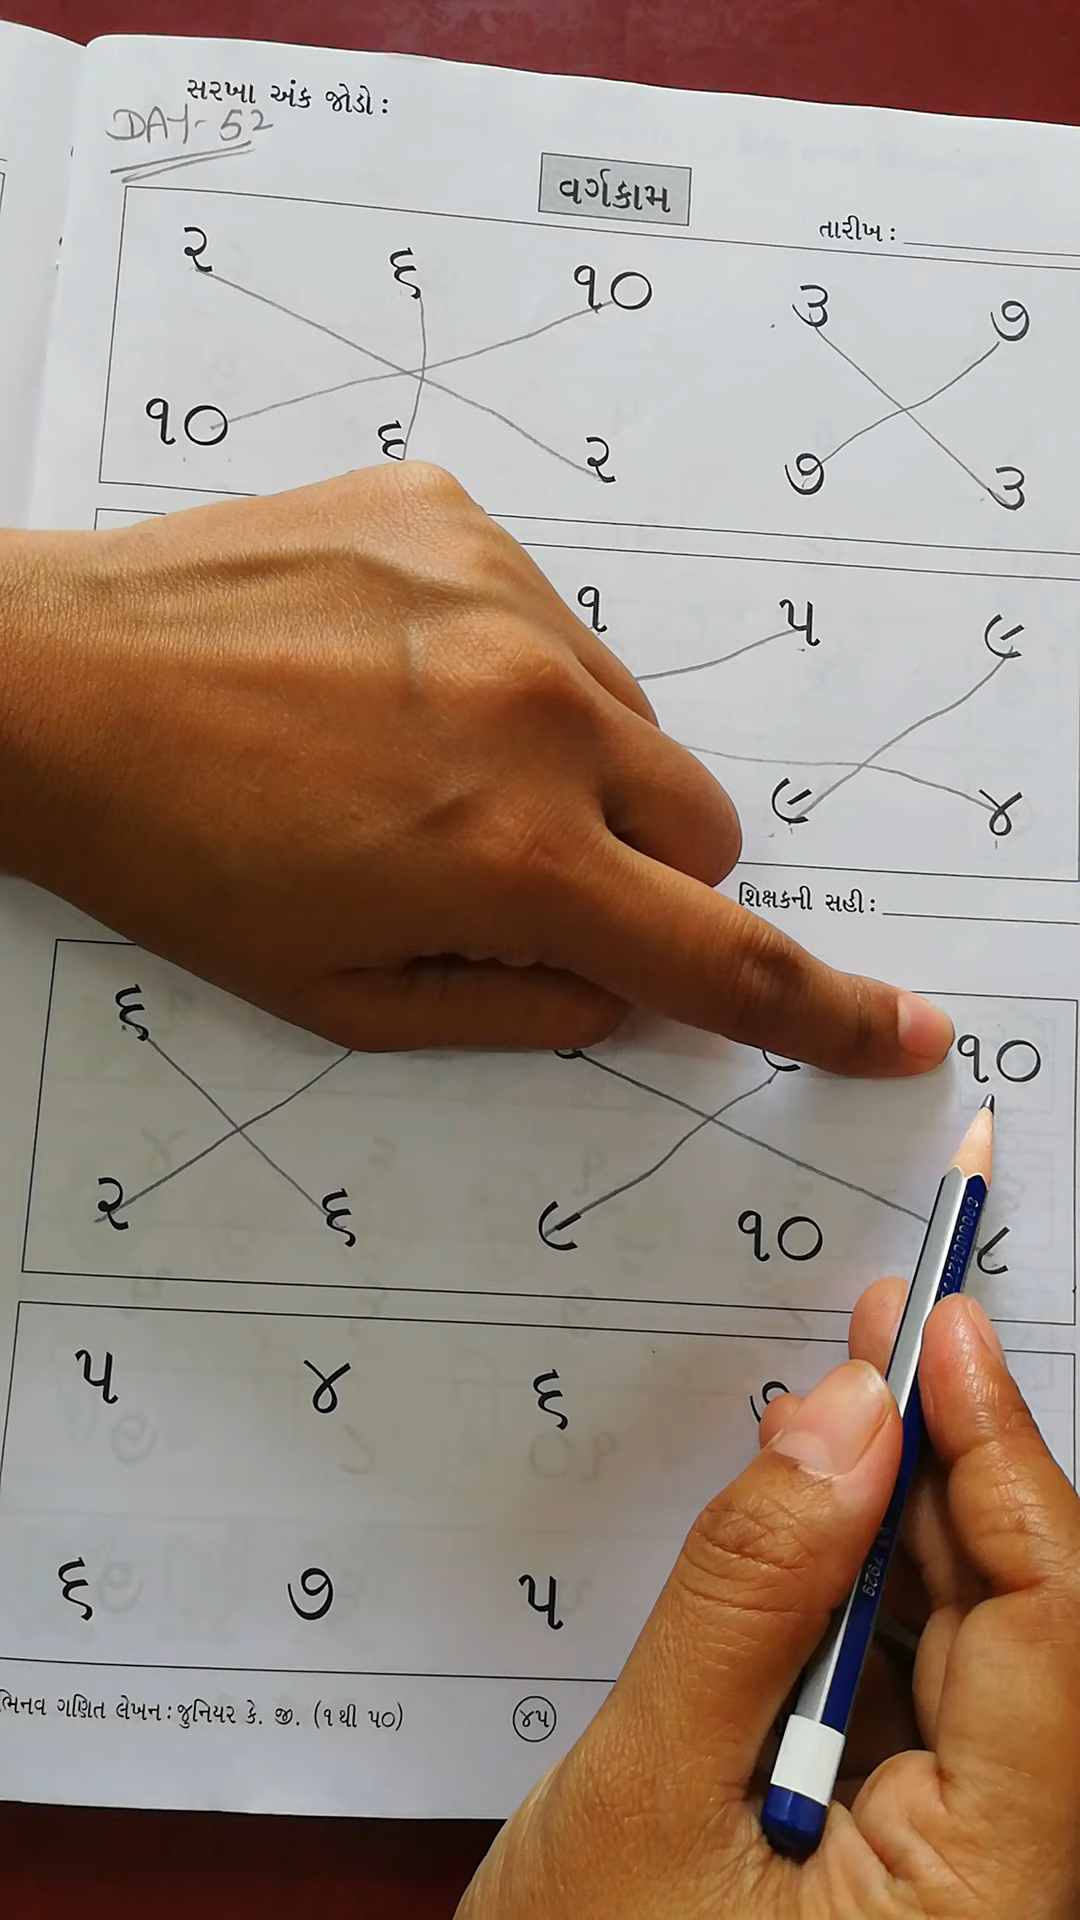 સરખા અંક જોડો :
DAY- 52
વર્ગકામ
તારીખ :
૨ ૬ ૧૦ ૩ ૭
૧૦ ૬ ૨ ૭ ૩
૧ ૫ ૯
૯ ૪
શિક્ષકની સહી :
૬ ૧૦
૨ ૬ ૯ ૧૦ ૮
૫ ૪ ૬ ૭
૬ ૭ ૫
ગણિત લેખન : જુનિયર કે. જી. (૧ થી ૫૦) ૪૫